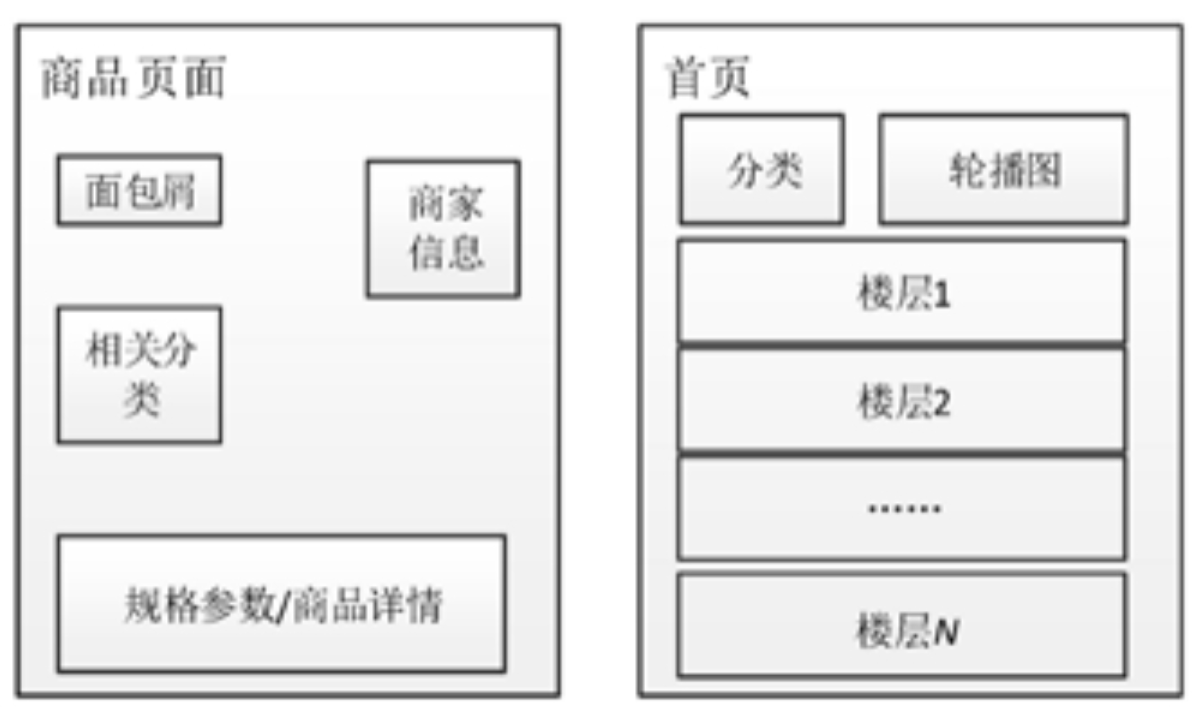 商品页面
面包屑
商家
信息
相关分
类
规格参数/商品详情
首页
分类
轮播图
楼层1
楼层2
……
楼层N